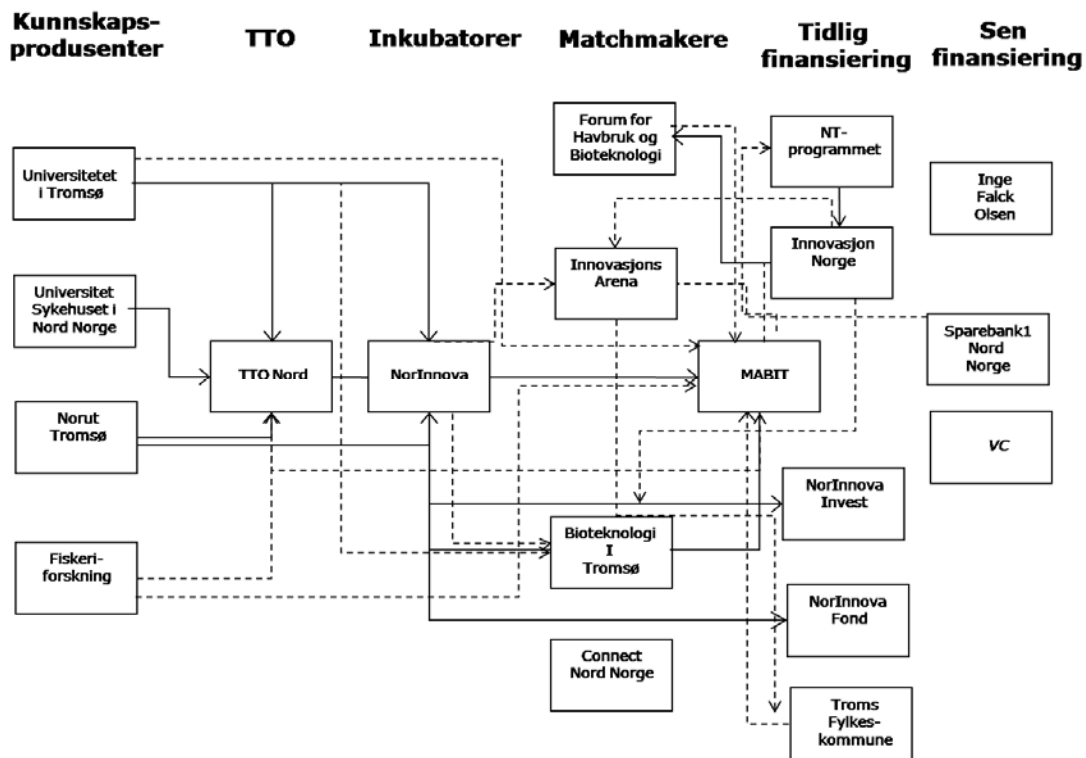 Kunnskaps-
produsenter
TTO
Inkubatorer
Matchmakere
Tidlig
finansiering
Sen
finansiering
Universitetet
i Tromsø
Universitet
Sykehuset i
Nord Norge
Norut
Tromsø
Fiskeri-
forskning
TTO Nord
NorInnova
Forum for
Havbruk og
Bioteknologi
Innovasjons
Arena
MABIT
Bioteknologi
I
Tromsø
Connect
Nord Norge
NT-
programmet
Innovasjon
Norge
NorInnova
Invest
NorInnova
Fond
Troms
Fylkes-
kommune
Inge
Falck
Olsen
Sparebank1
Nord
Norge
VC